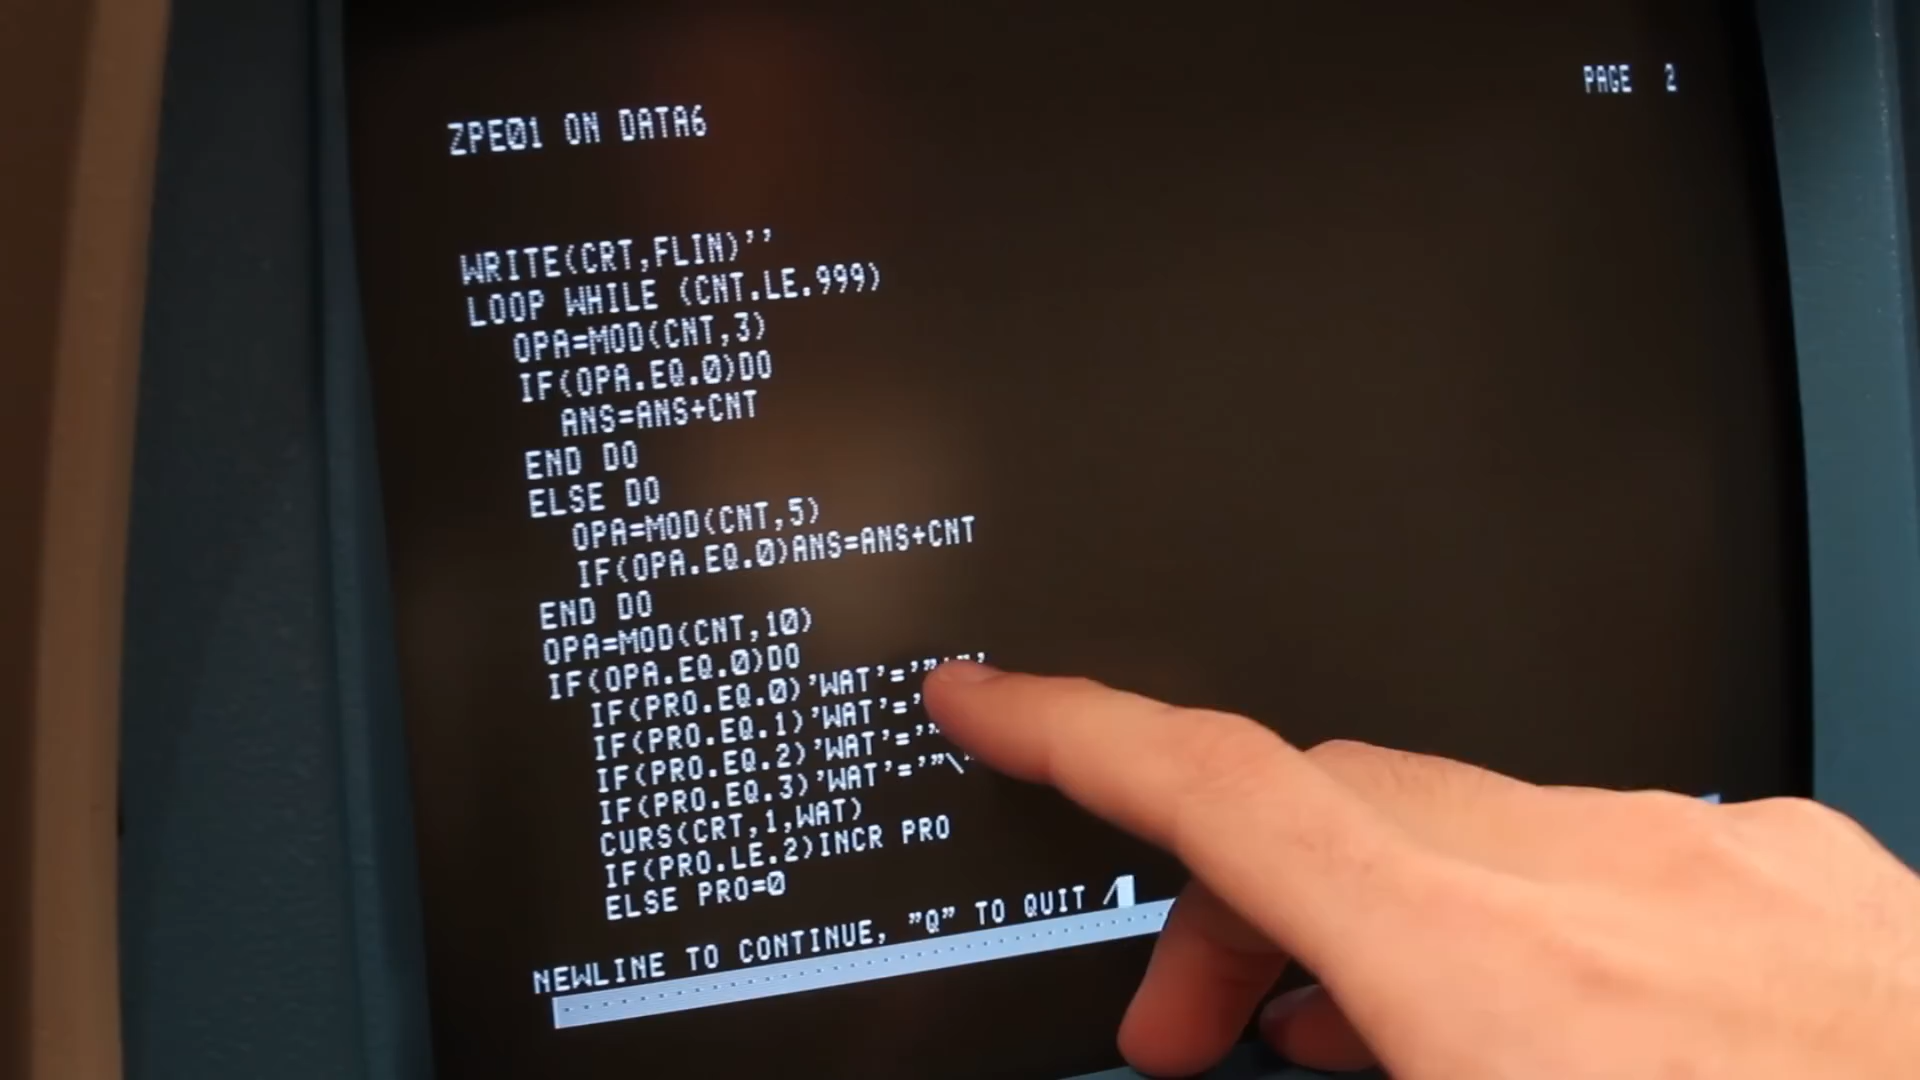 PAGE 2
ZPE01 ON DATA6
WRITE(CRT,FLIN)''
LOOP WHILE (CNT.LE.999)
OPA=MOD(CNT,3)
IF(OPA.EQ.0)DO
ANS=ANS+CNT
END DO
ELSE DO
OPA=MOD(CNT,5)
IF(OPA.EQ.0)ANS=ANS+CNT
END DO
OPA=MOD(CNT,10)
IF(OPA.EQ.0)DO
IF(PRO.EQ.0)'WAT'='"
IF(PRO.EQ.1)'WAT'='
IF(PRO.EQ.2)'WAT'='"
IF(PRO.EQ.3)'WAT'='"\"
CURS(CRT,1,WAT)
IF(PRO.LE.2)INCR PRO
ELSE PRO=0
NEWLINE TO CONTINUE, "Q" TO QUIT /